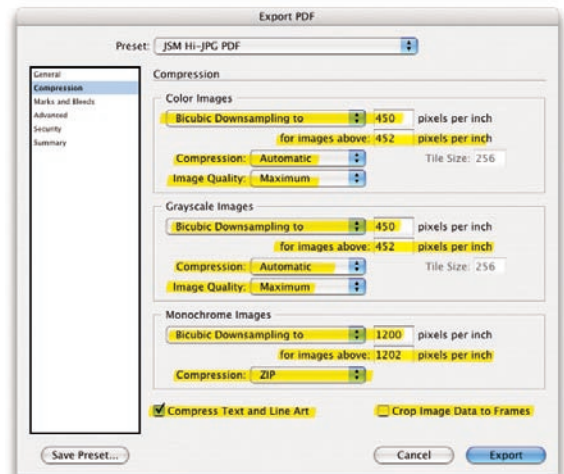 Export PDF
Preset: JSM Hi-JPG PDF
General
Compression
Marks and Bleeds
Advanced
Security
Summary
Compression
Color Images
Bicubic Downsampling to 450 pixels per inch
for images above: 452 pixels per inch
Compression: Automatic Tile Size: 256
Image Quality: Maximum
Grayscale Images
Bicubic Downsampling to 450 pixels per inch
for images above: 452 pixels per inch
Compression: Automatic Tile Size: 256
Image Quality: Maximum
Monochrome Images
Bicubic Downsampling to 1200 pixels per inch
for images above: 1202 pixels per inch
Compression: ZIP
Compress Text and Line Art Crop Image Data to Frames
Save Preset... Cancel Export